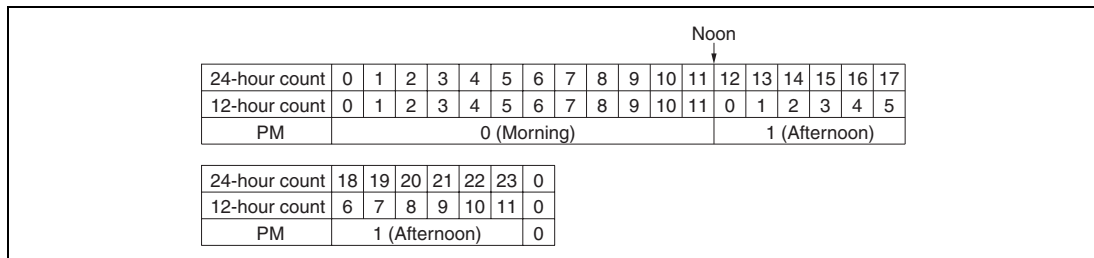 Noon
24-hour count 0 1 2 3 4 5 6 7 8 9 10 11 12 13 14 15 16 17
12-hour count 0 1 2 3 4 5 6 7 8 9 10 11 0 1 2 3 4 5
PM 0 (Morning) 1 (Afternoon)
24-hour count 18 19 20 21 22 23 0
12-hour count 6 7 8 9 10 11 0
PM 1 (Afternoon) 0